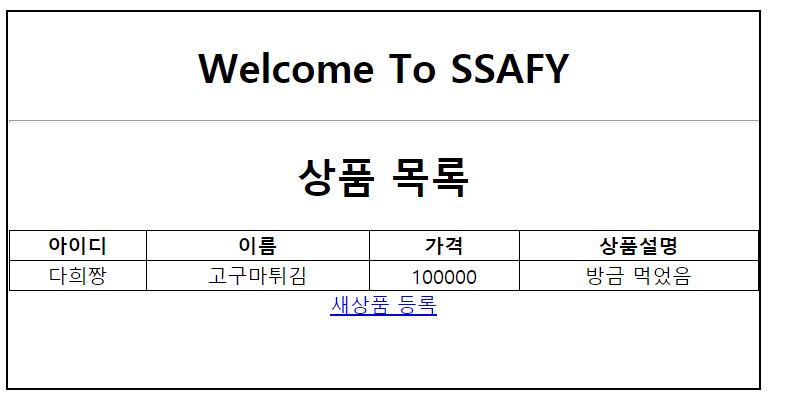 Welcome To SSAFY
상품 목록
아이디 이름 가격 상품설명
다희짱 고구마튀김 100000 방금 먹었음
새상품 등록